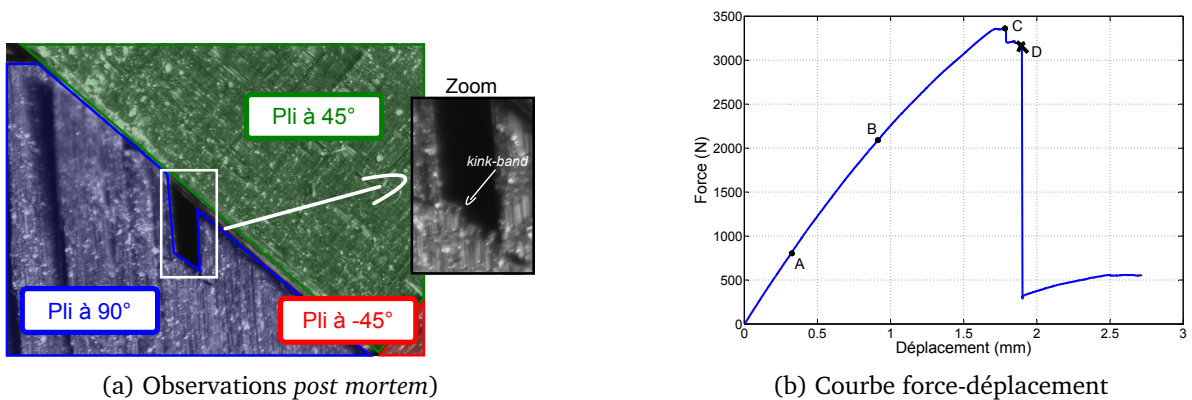 Zoom
Pli à 45°
kink-band
Pli à 90°
Pli à -45°
(a) Observations post mortem)
3500
3000
2500
2000
1500
1000
500
0
Force (N)
A
B
C
D
0
0.5
1
1.5
2
2.5
3
Déplacement (mm)
(b) Courbe force-déplacement